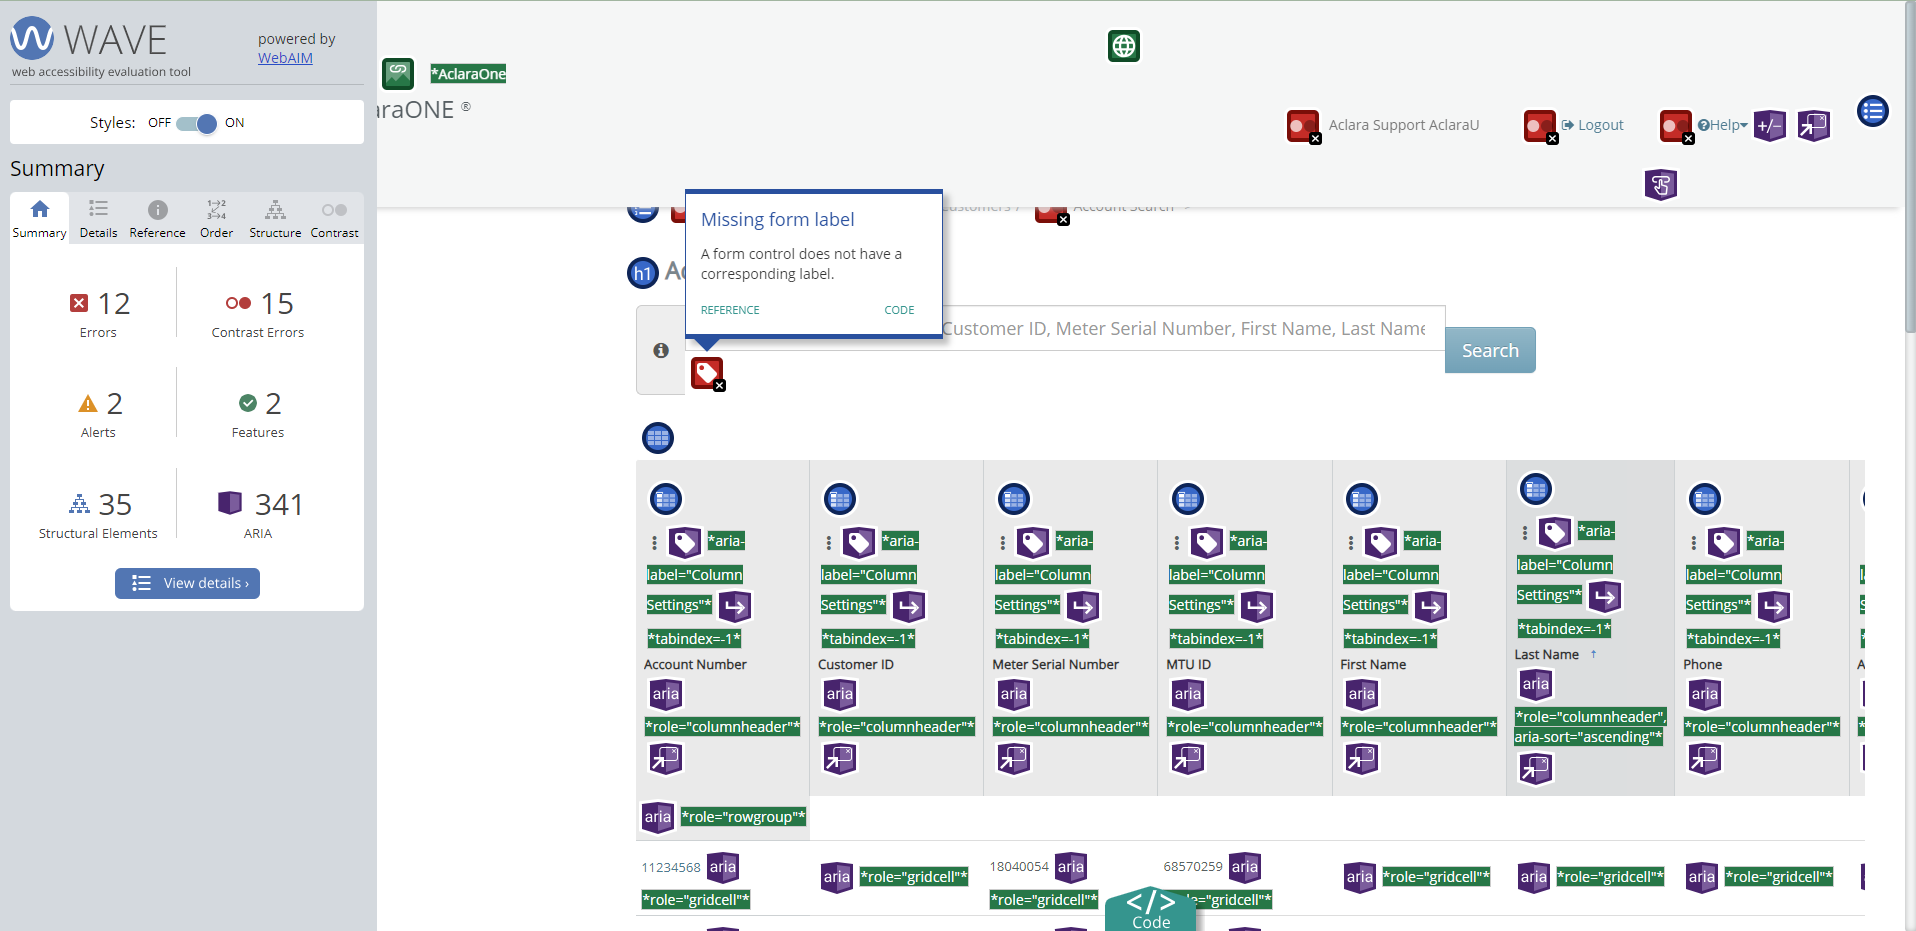 WAVE
powered by
WebAIM
web accessibility evaluation tool
Styles: OFF ON
Summary
Summary Details Reference Order Structure Contrast
12
Errors
15
Contrast Errors
2
Alerts
2
Features
35
Structural Elements
341
ARIA
View details ›
*AclaraOne
araONE ®
Aclara Support AclaraU
Logout
Help
+/-
Account Search
h1
Missing form label
A form control does not have a
corresponding label.
REFERENCE CODE
Customer ID, Meter Serial Number, First Name, Last Name
Search
*aria- *aria- *aria- *aria- *aria- *aria- *aria-
label="Column label="Column label="Column label="Column label="Column label="Column label="Column
Settings"* Settings"* Settings"* Settings"* Settings"* Settings"* Settings"*
*tabindex=-1* *tabindex=-1* *tabindex=-1* *tabindex=-1* *tabindex=-1* *tabindex=-1* *tabindex=-1*
Account Number Customer ID Meter Serial Number MTU ID First Name Last Name ↑ Phone
aria aria aria aria aria aria aria
*role="columnheader"* *role="columnheader"* *role="columnheader"* *role="columnheader"* *role="columnheader"* *role="columnheader", *role="columnheader"*
aria-sort="ascending"*
aria *role="rowgroup"*
11234568 aria 18040054 aria 68570259 aria
aria *role="gridcell"* aria *role="gridcell"* aria *role="gridcell"* aria *role="gridcell"*
*role="gridcell"* *role="gridcell"* e="gridcell"*
</>
Code